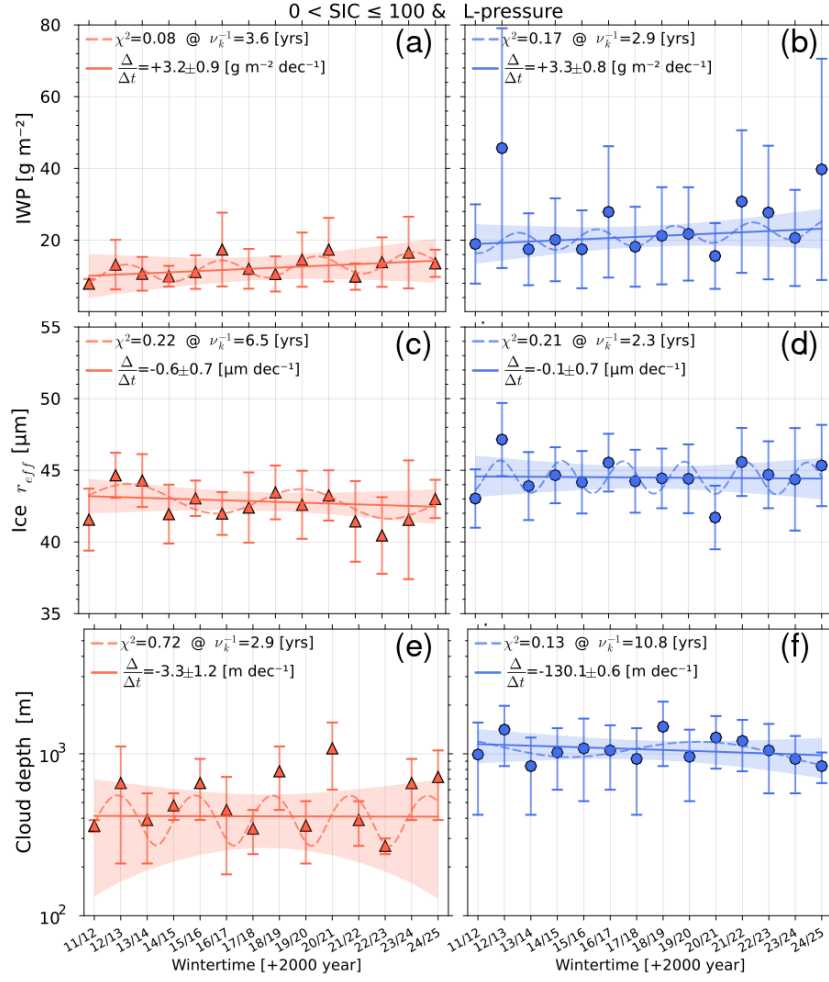 0 < SIC ≤ 100 & L-pressure
(a)
χ²=0.08 @ ν_k⁻¹=3.6 [yrs]
Δ/Δt=+3.2±0.9 [g m⁻² dec⁻¹]
(b)
χ²=0.17 @ ν_k⁻¹=2.9 [yrs]
Δ/Δt=+3.3±0.8 [g m⁻² dec⁻¹]
IWP [g m⁻²]
80
60
40
20
(c)
χ²=0.22 @ ν_k⁻¹=6.5 [yrs]
Δ/Δt=-0.6±0.7 [μm dec⁻¹]
(d)
χ²=0.21 @ ν_k⁻¹=2.3 [yrs]
Δ/Δt=-0.1±0.7 [μm dec⁻¹]
Ice r_eff [μm]
55
50
45
40
35
(e)
χ²=0.72 @ ν_k⁻¹=2.9 [yrs]
Δ/Δt=-3.3±1.2 [m dec⁻¹]
(f)
χ²=0.13 @ ν_k⁻¹=10.8 [yrs]
Δ/Δt=-130.1±0.6 [m dec⁻¹]
Cloud depth [m]
10³
10²
11/12 12/13 13/14 14/15 15/16 16/17 17/18 18/19 19/20 20/21 21/22 22/23 23/24 24/25
11/12 12/13 13/14 14/15 15/16 16/17 17/18 18/19 19/20 20/21 21/22 22/23 23/24 24/25
Wintertime [+2000 year]
Wintertime [+2000 year]